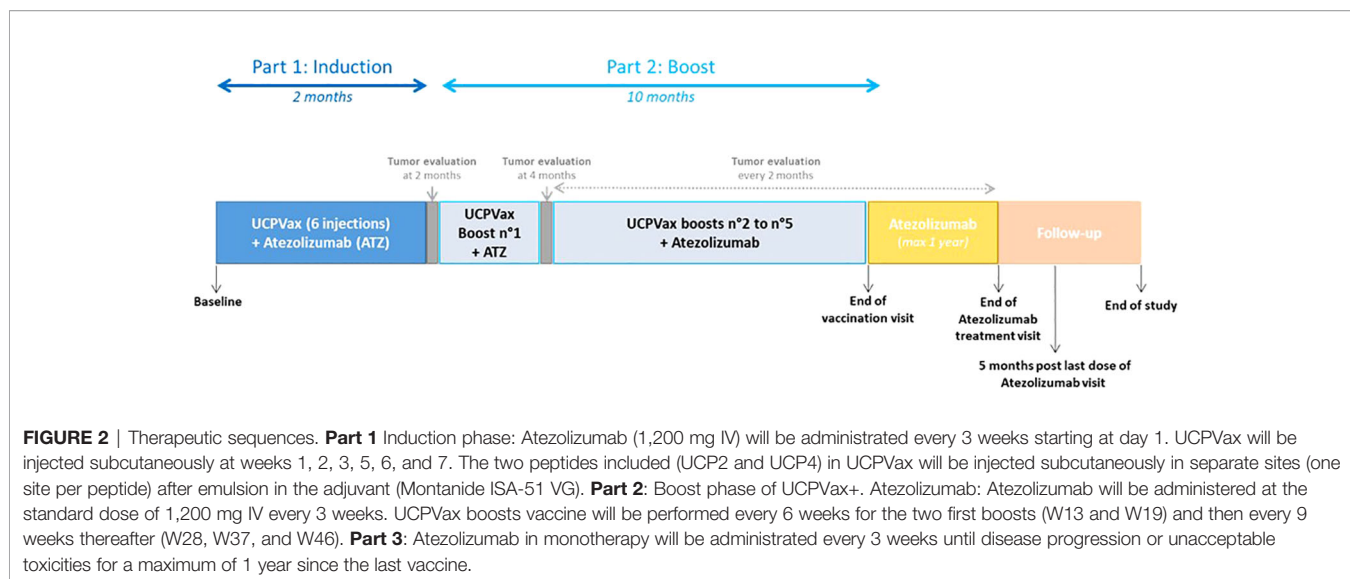 Part 1: Induction
2 months
Part 2: Boost
10 months
Tumor evaluation
at 2 months
Tumor evaluation
at 4 months
Tumor evaluation
every 2 months
UCPVax (6 injections)
+ Atezolizumab (ATZ)
UCPVax
Boost n°1
+ ATZ
UCPVax boosts n°2 to n°5
+ Atezolizumab
Atezolizumab
(max 1 year)
Follow-up
Baseline
End of
vaccination visit
End of
Atezolizumab
treatment visit
5 months post last dose of
Atezolizumab visit
End of study
FIGURE 2 | Therapeutic sequences. Part 1 Induction phase: Atezolizumab (1,200 mg IV) will be administrated every 3 weeks starting at day 1. UCPVax will be
injected subcutaneously at weeks 1, 2, 3, 5, 6, and 7. The two peptides included (UCP2 and UCP4) in UCPVax will be injected subcutaneously in separate sites (one
site per peptide) after emulsion in the adjuvant (Montanide ISA-51 VG). Part 2: Boost phase of UCPVax+. Atezolizumab: Atezolizumab will be administered at the
standard dose of 1,200 mg IV every 3 weeks. UCPVax boosts vaccine will be performed every 6 weeks for the two first boosts (W13 and W19) and then every 9
weeks thereafter (W28, W37, and W46). Part 3: Atezolizumab in monotherapy will be administrated every 3 weeks until disease progression or unacceptable
toxicities for a maximum of 1 year since the last vaccine.